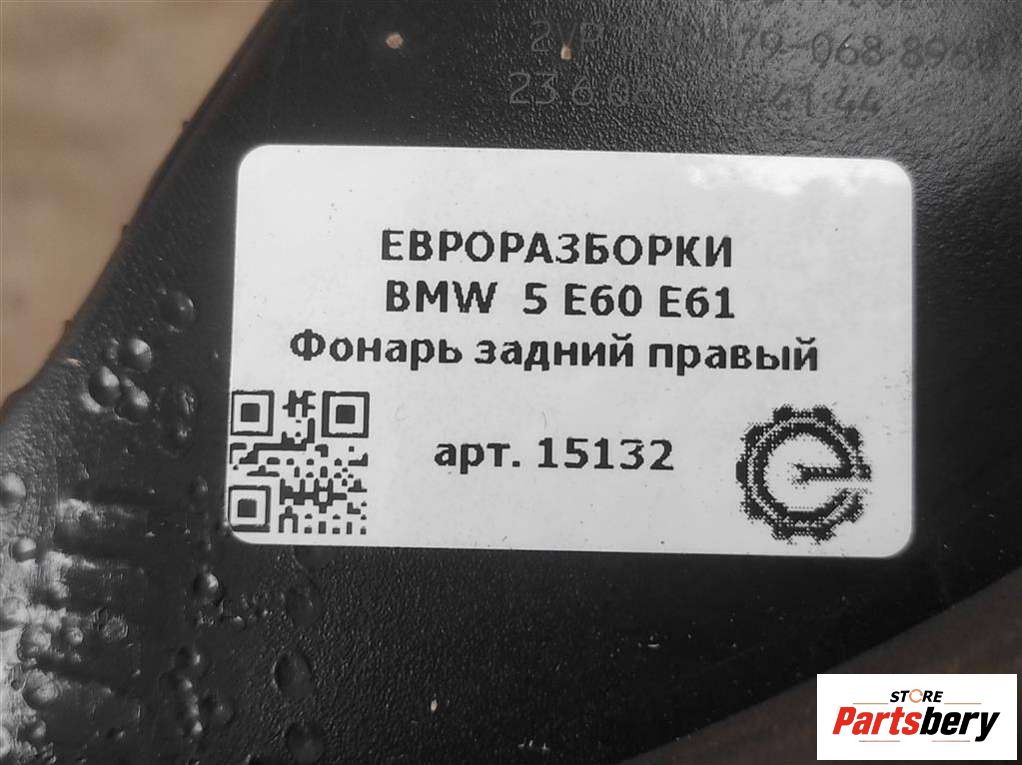 ЕВРОРАЗБОРКИ
BMW 5 E60 E61
Фонарь задний правый
арт. 15132
STORE
Partsbery